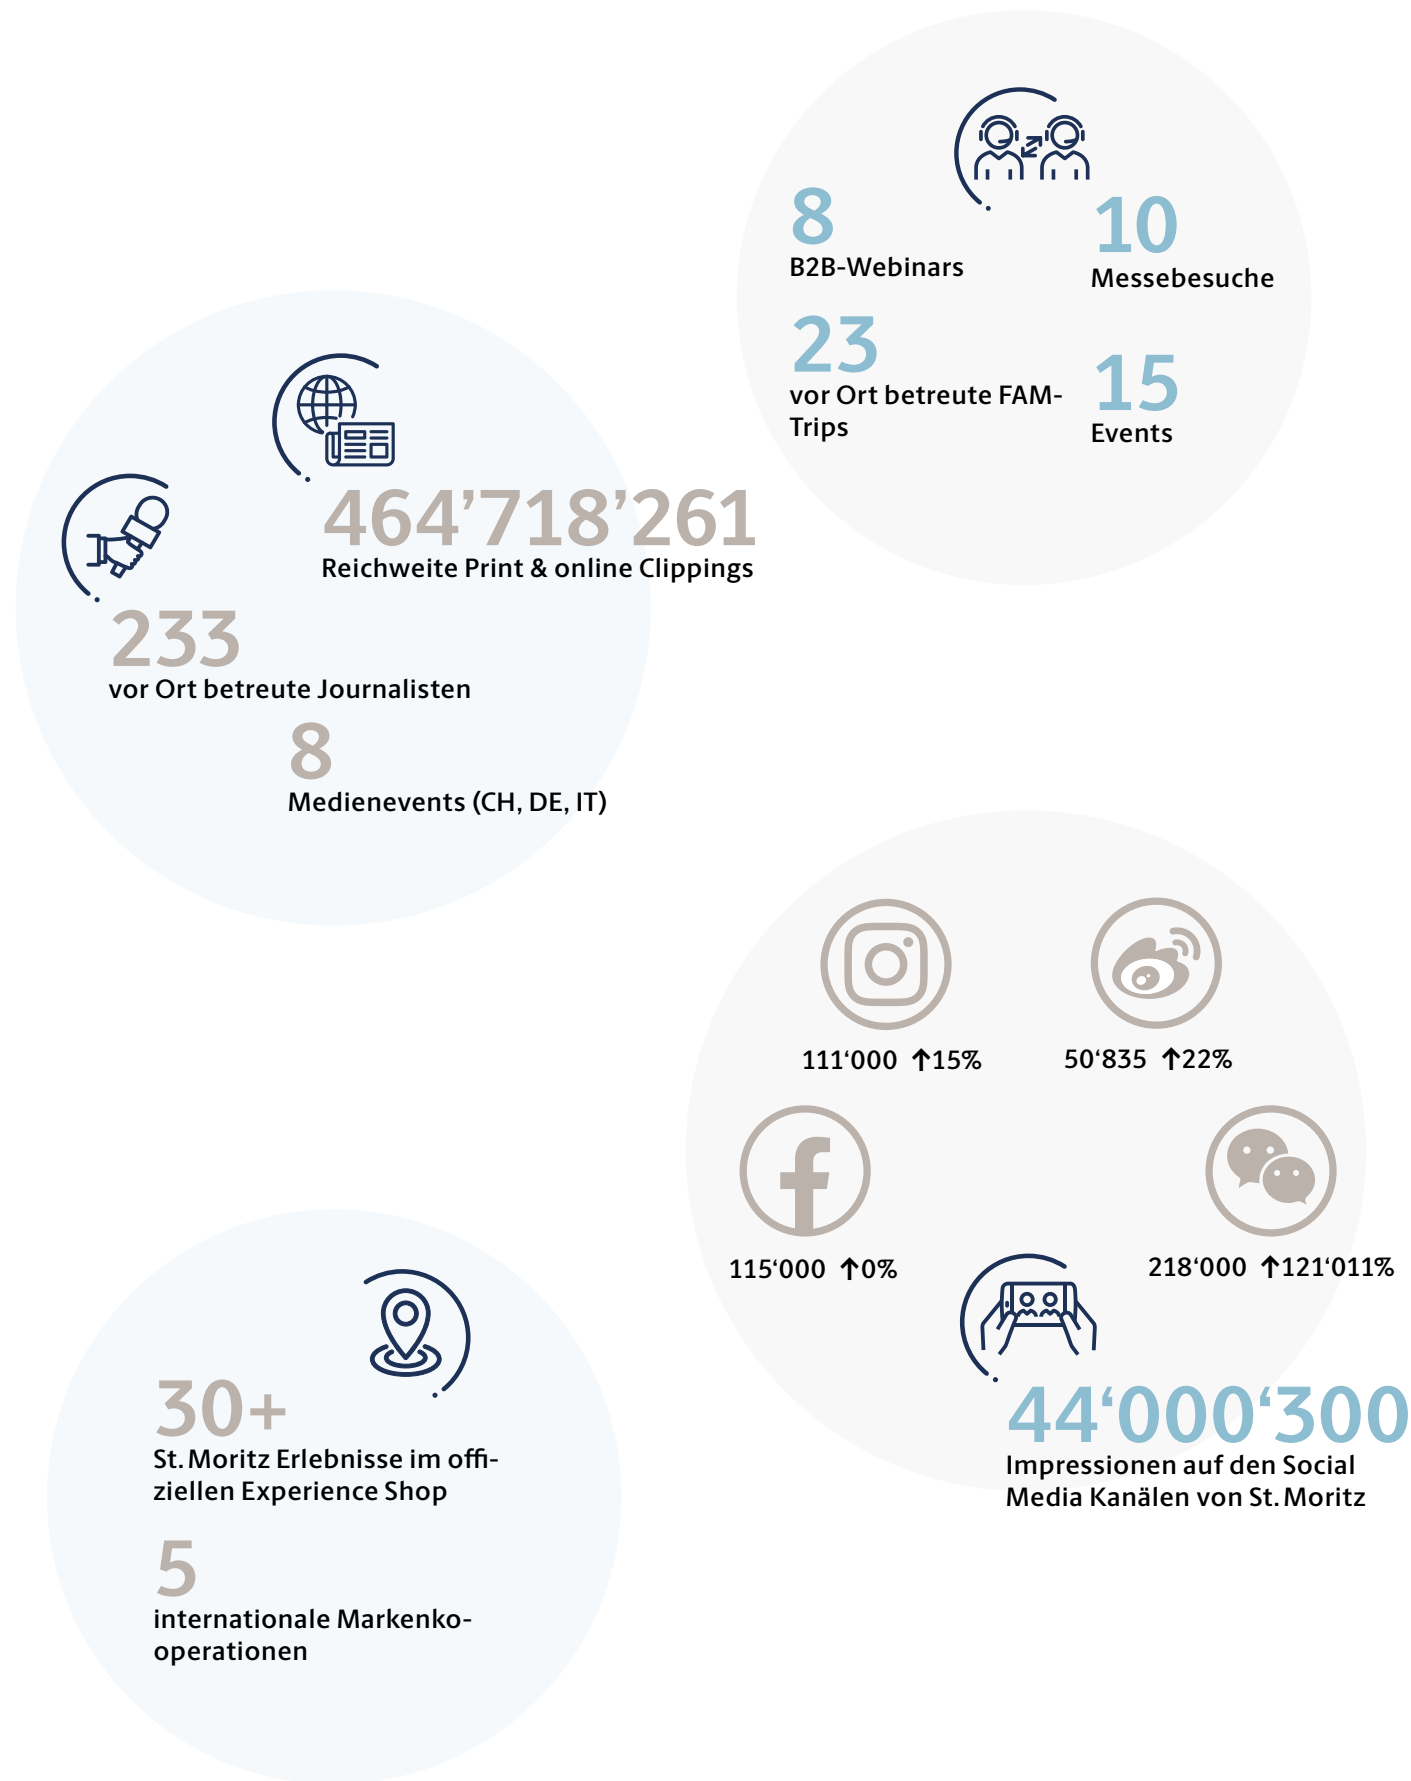 8
B2B-Webinars
10
Messebesuche
23
vor Ort betreute FAM-
Trips
15
Events
464’718’261
Reichweite Print & online Clippings
233
vor Ort betreute Journalisten
8
Medienevents (CH, DE, IT)
111‘000 ↑15%
50‘835 ↑22%
115‘000 ↑0%
218‘000 ↑121‘011%
44‘000‘300
Impressionen auf den Social
Media Kanälen von St. Moritz
30+
St. Moritz Erlebnisse im offi-
ziellen Experience Shop
5
internationale Markenko-
operationen